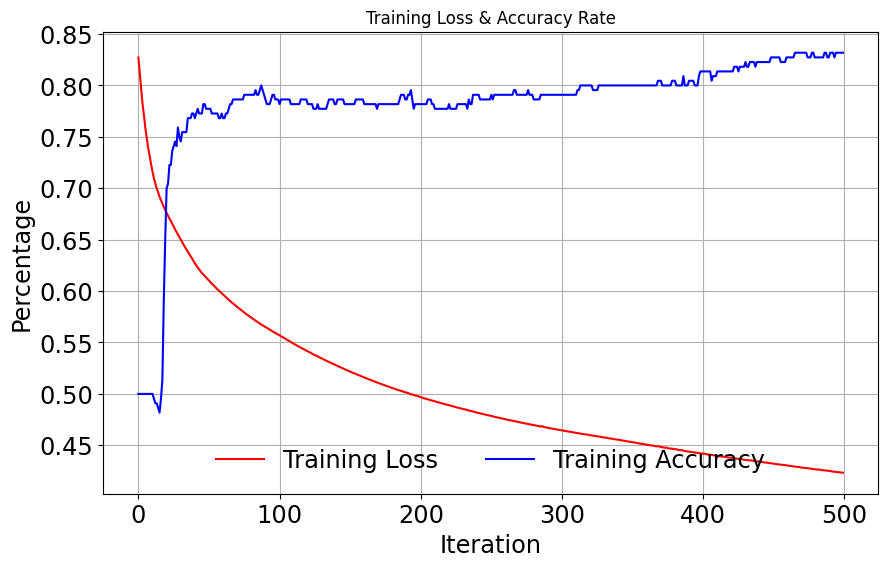 Training Loss & Accuracy Rate
0.85
0.80
0.75
0.70
0.65
0.60
0.55
0.50
0.45
Percentage
Training Loss Training Accuracy
0 100 200 300 400 500
Iteration